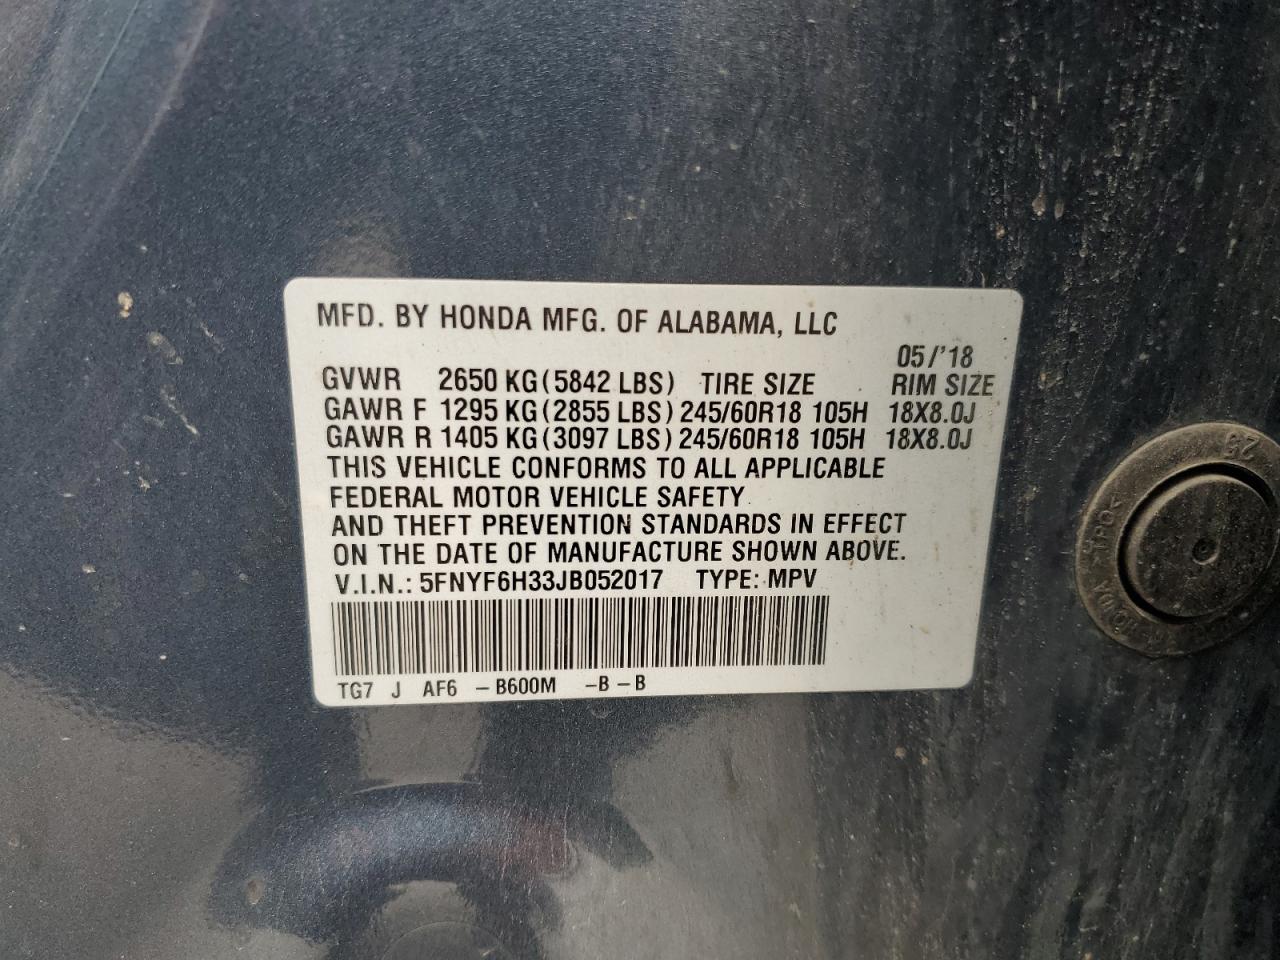 MFD. BY HONDA MFG. OF ALABAMA, LLC
05/'18
GVWR 2650 KG (5842 LBS) TIRE SIZE RIM SIZE
GAWR F 1295 KG (2855 LBS) 245/60R18 105H 18X8.0J
GAWR R 1405 KG (3097 LBS) 245/60R18 105H 18X8.0J
THIS VEHICLE CONFORMS TO ALL APPLICABLE
FEDERAL MOTOR VEHICLE SAFETY
AND THEFT PREVENTION STANDARDS IN EFFECT
ON THE DATE OF MANUFACTURE SHOWN ABOVE.
V.I.N.: 5FNYF6H33JB052017 TYPE: MPV
TG7 J AF6 -B600M -B-B
25
HONDA